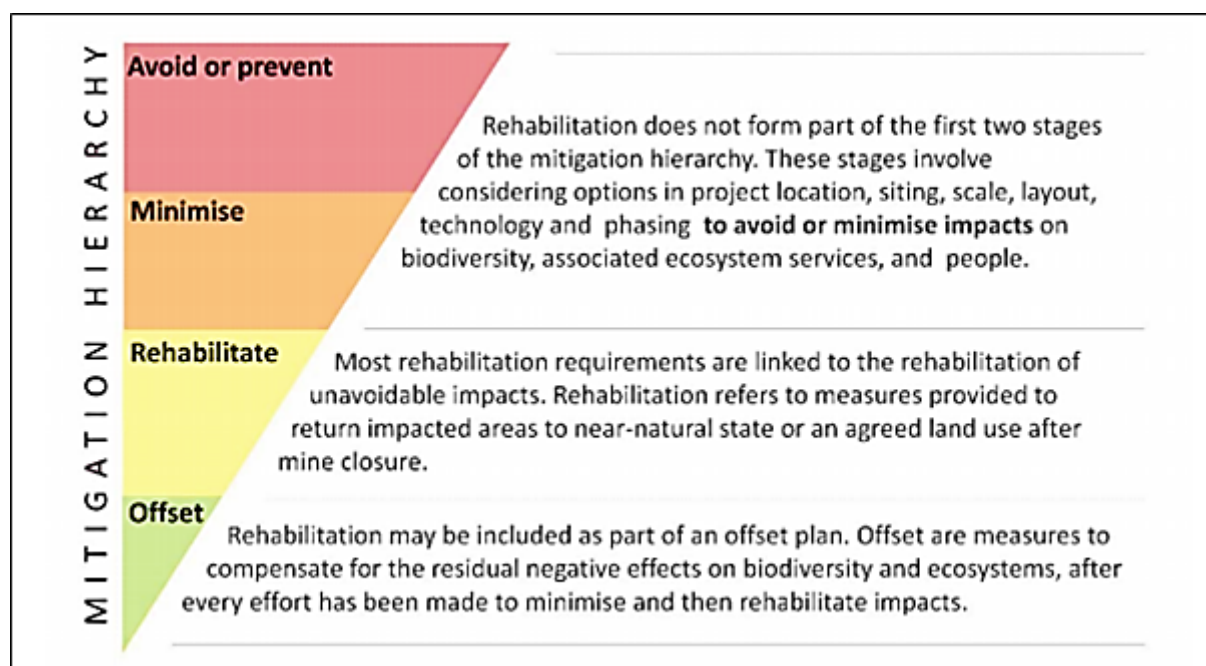 MITIGATION HIERARCHY
Avoid or prevent
Rehabilitation does not form part of the first two stages
of the mitigation hierarchy. These stages involve
considering options in project location, siting, scale, layout,
technology and phasing to avoid or minimise impacts on
biodiversity, associated ecosystem services, and people.
Minimise
Rehabilitate
Most rehabilitation requirements are linked to the rehabilitation of
unavoidable impacts. Rehabilitation refers to measures provided to
return impacted areas to near-natural state or an agreed land use after
mine closure.
Offset
Rehabilitation may be included as part of an offset plan. Offset are measures to
compensate for the residual negative effects on biodiversity and ecosystems, after
every effort has been made to minimise and then rehabilitate impacts.